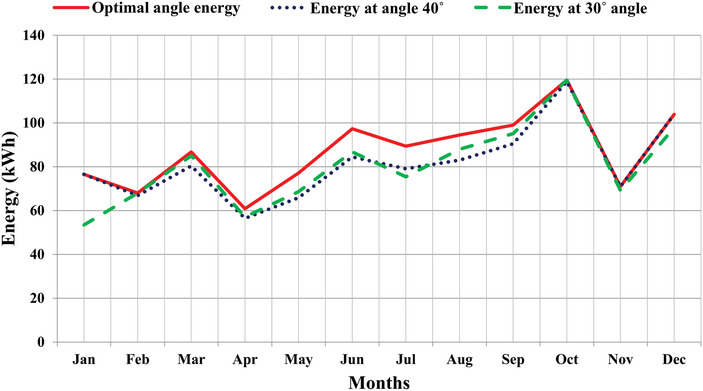 Optimal angle energy Energy at angle 40˚ Energy at 30˚ angle
140
120
100
80
60
40
20
0
Energy (kWh)
Jan Feb Mar Apr May Jun Jul Aug Sep Oct Nov Dec
Months